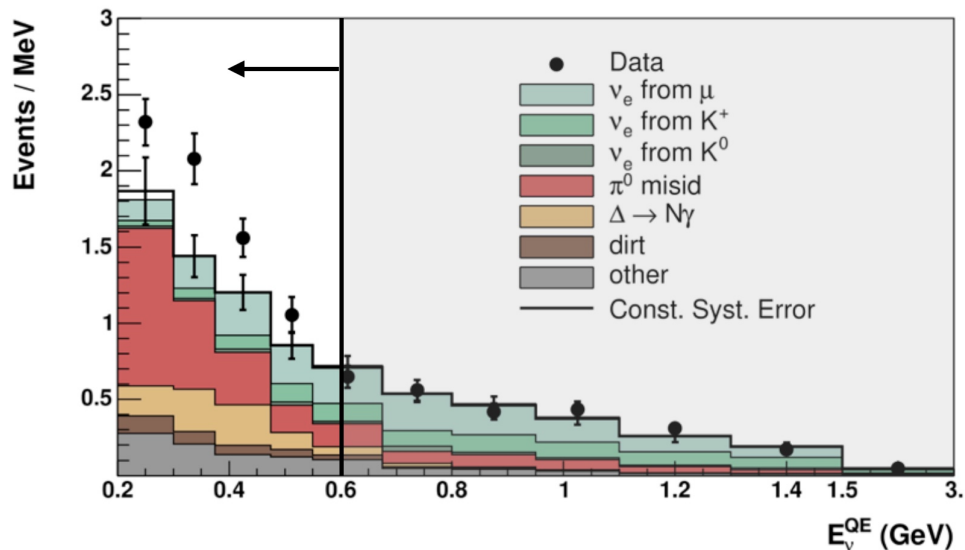 3
2.5
2
1.5
1
0.5
Events / MeV
Data
νe from μ
νe from K+
νe from K0
π0 misid
Δ → Nγ
dirt
other
Const. Syst. Error
0.2 0.4 0.6 0.8 1 1.2 1.4 1.5 3.
EνQE (GeV)